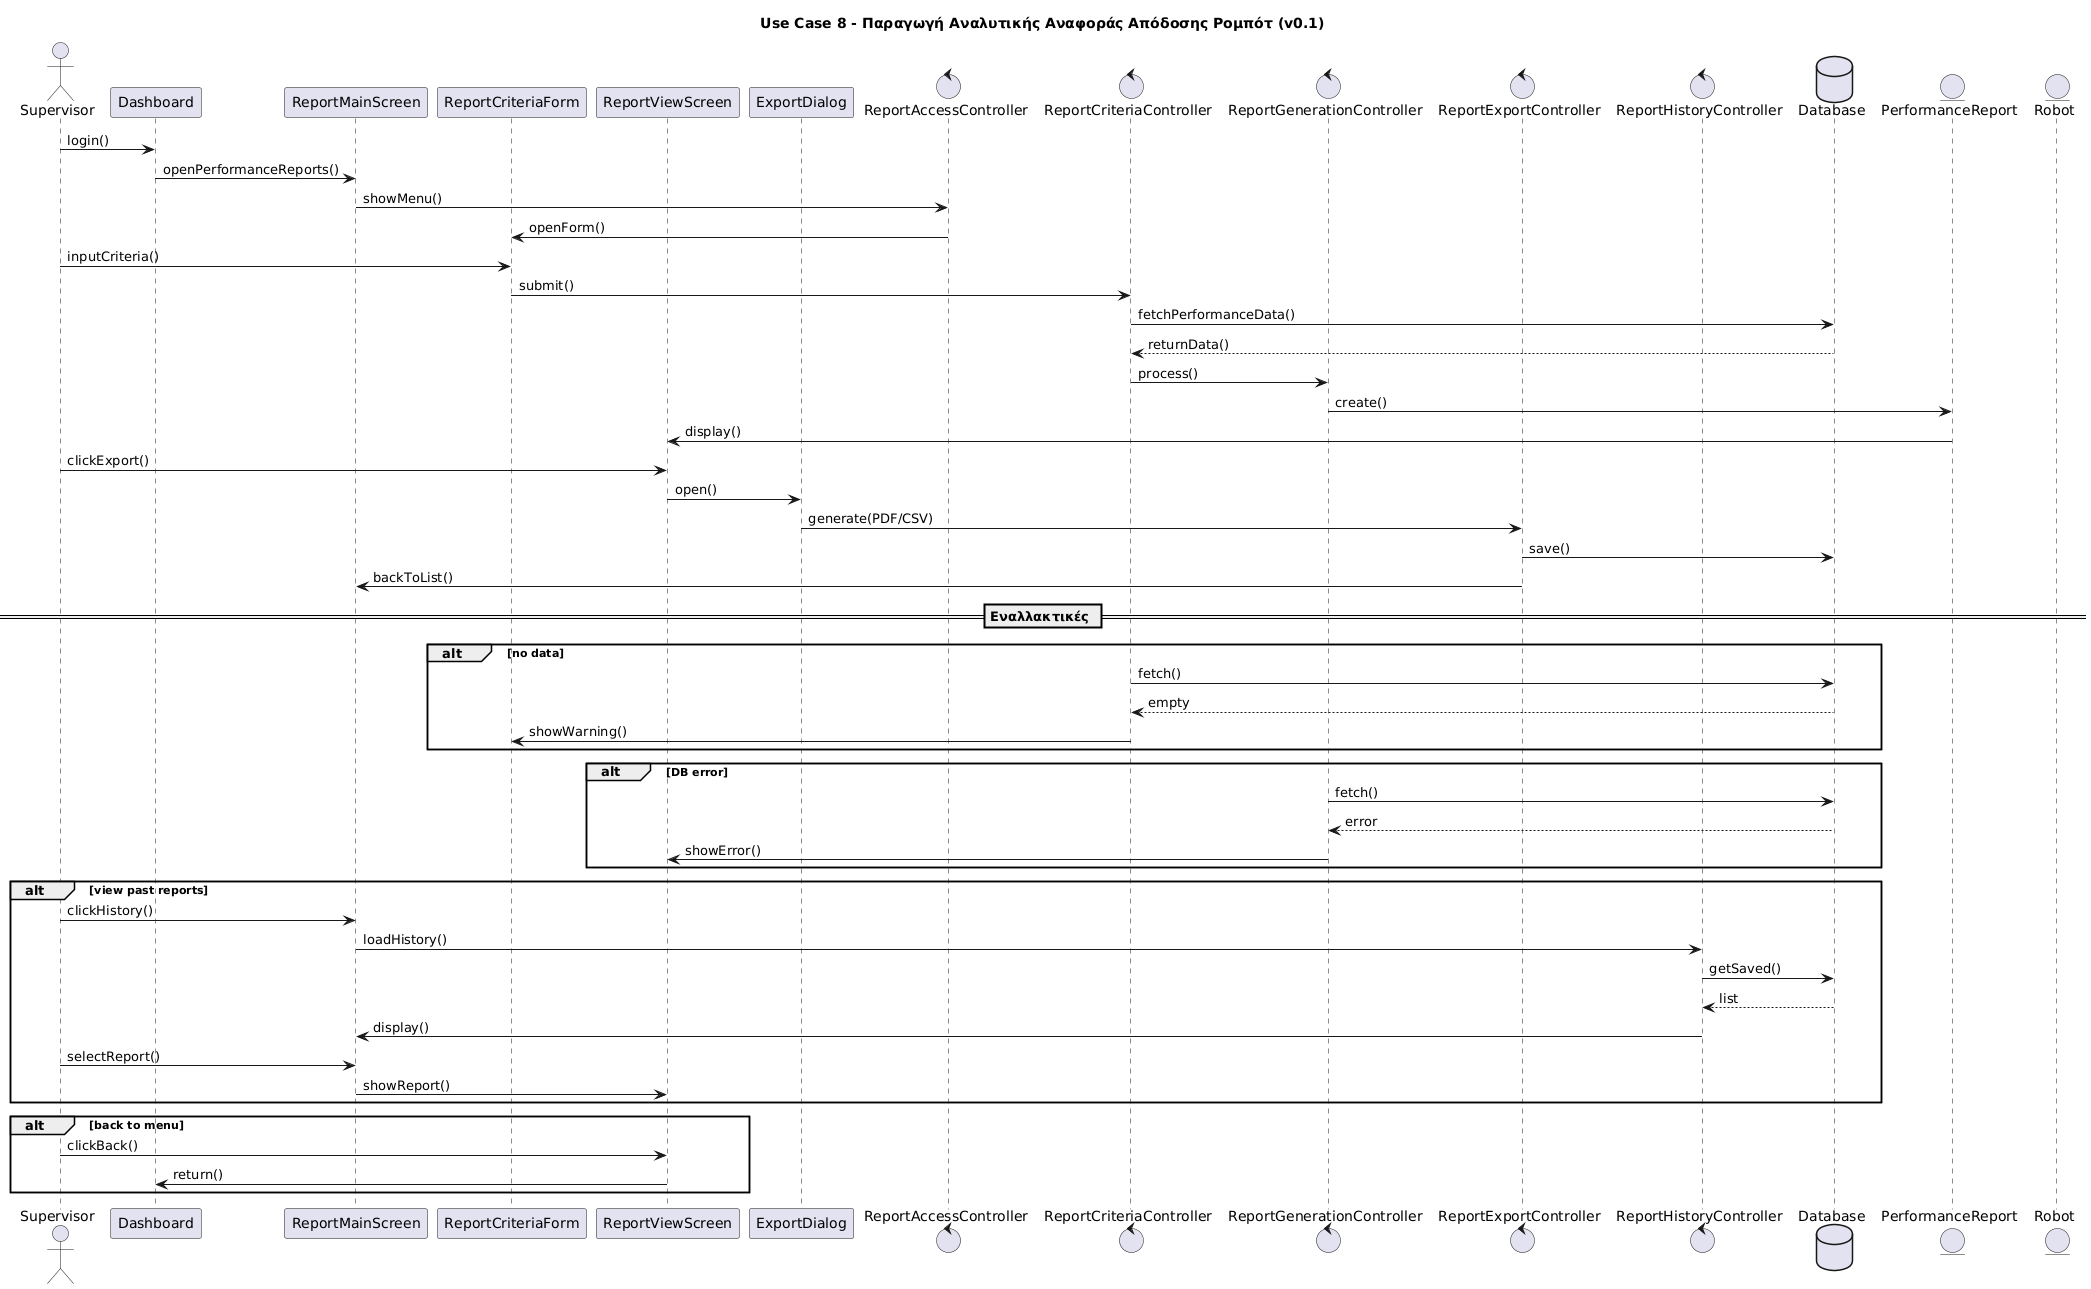 Use Case 8 - Παραγωγή Αναλυτικής Αναφοράς Απόδοσης Ρομπότ (v0.1)
Supervisor
Dashboard
ReportMainScreen
ReportCriteriaForm
ReportViewScreen
ExportDialog
ReportAccessController
ReportCriteriaController
ReportGenerationController
ReportExportController
ReportHistoryController
Database
PerformanceReport
Robot
login()
openPerformanceReports()
showMenu()
openForm()
inputCriteria()
submit()
fetchPerformanceData()
returnData()
process()
create()
display()
clickExport()
open()
generate(PDF/CSV)
save()
backToList()
Εναλλακτικές
alt [no data]
fetch()
empty
showWarning()
alt [DB error]
fetch()
error
showError()
alt [view past reports]
clickHistory()
loadHistory()
getSaved()
list
display()
selectReport()
showReport()
alt [back to menu]
clickBack()
return()
Supervisor
Dashboard
ReportMainScreen
ReportCriteriaForm
ReportViewScreen
ExportDialog
ReportAccessController
ReportCriteriaController
ReportGenerationController
ReportExportController
ReportHistoryController
Database
PerformanceReport
Robot